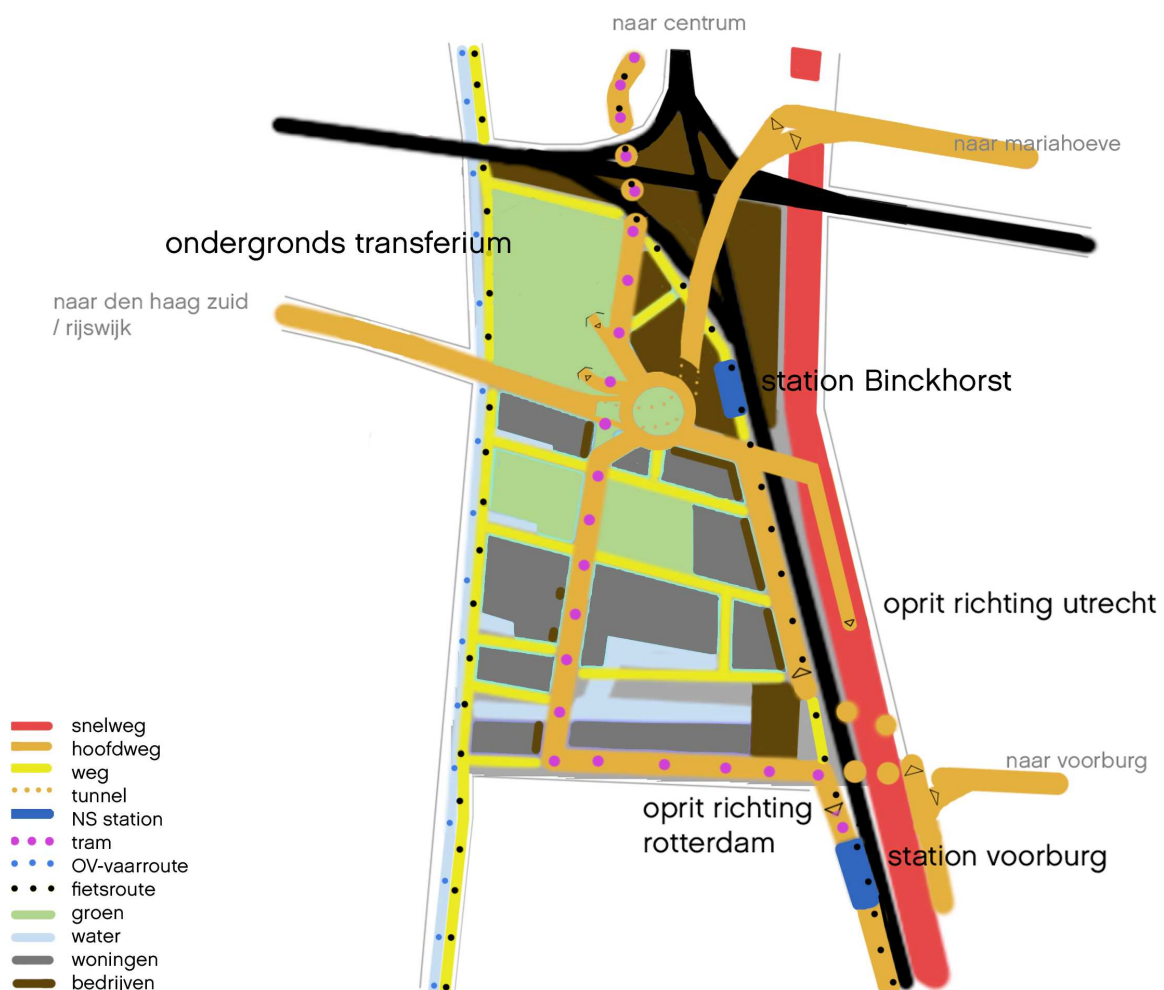 naar centrum
naar mariahoeve
ondergronds transferium
naar den haag zuid
/ rijswijk
station Binckhorst
oprit richting utrecht
snelweg
hoofdweg
weg
tunnel
NS station
tram
OV-vaarroute
fietsroute
groen
water
woningen
bedrijven
naar voorburg
oprit richting
rotterdam
station voorburg